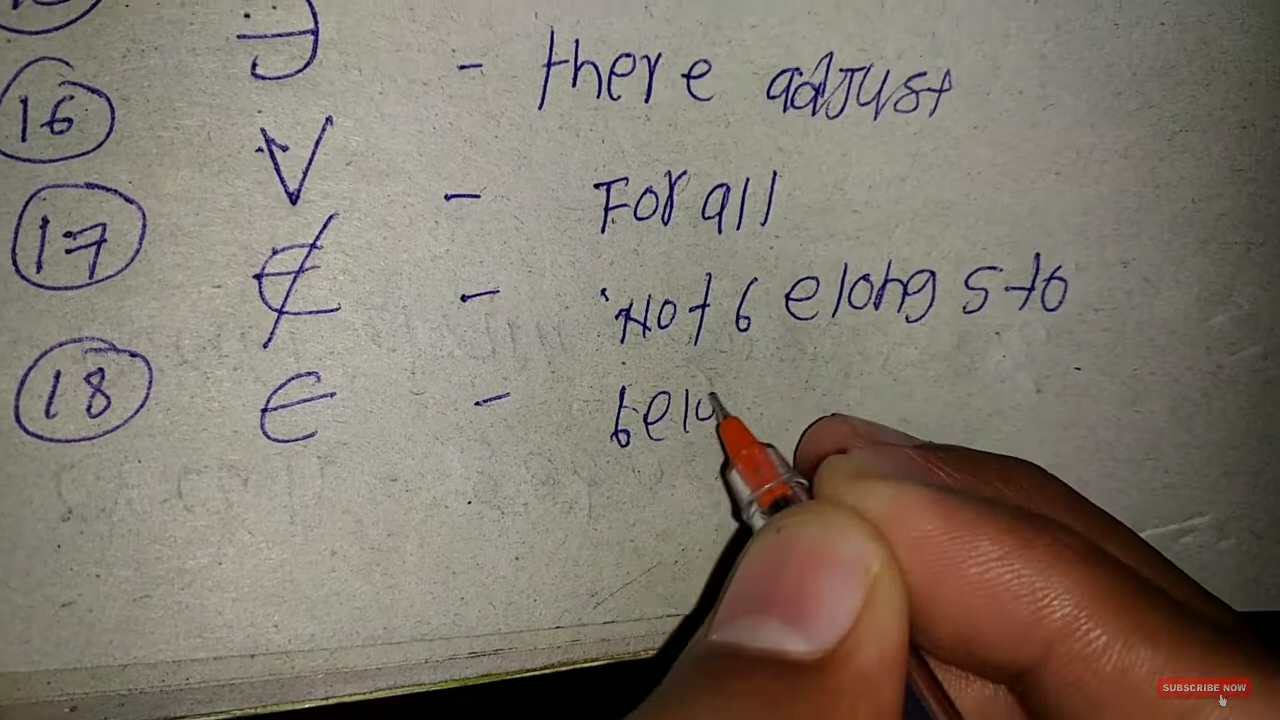 ∃ - there adJust
16 ∀ - For all
17 ∉ - Not belongs to
18 ∈ - belo
SUBSCRIBE NOW